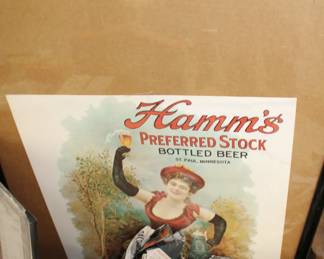 Hamm's
PREFERRED STOCK
BOTTLED BEER
ST. PAUL, MINNESOTA